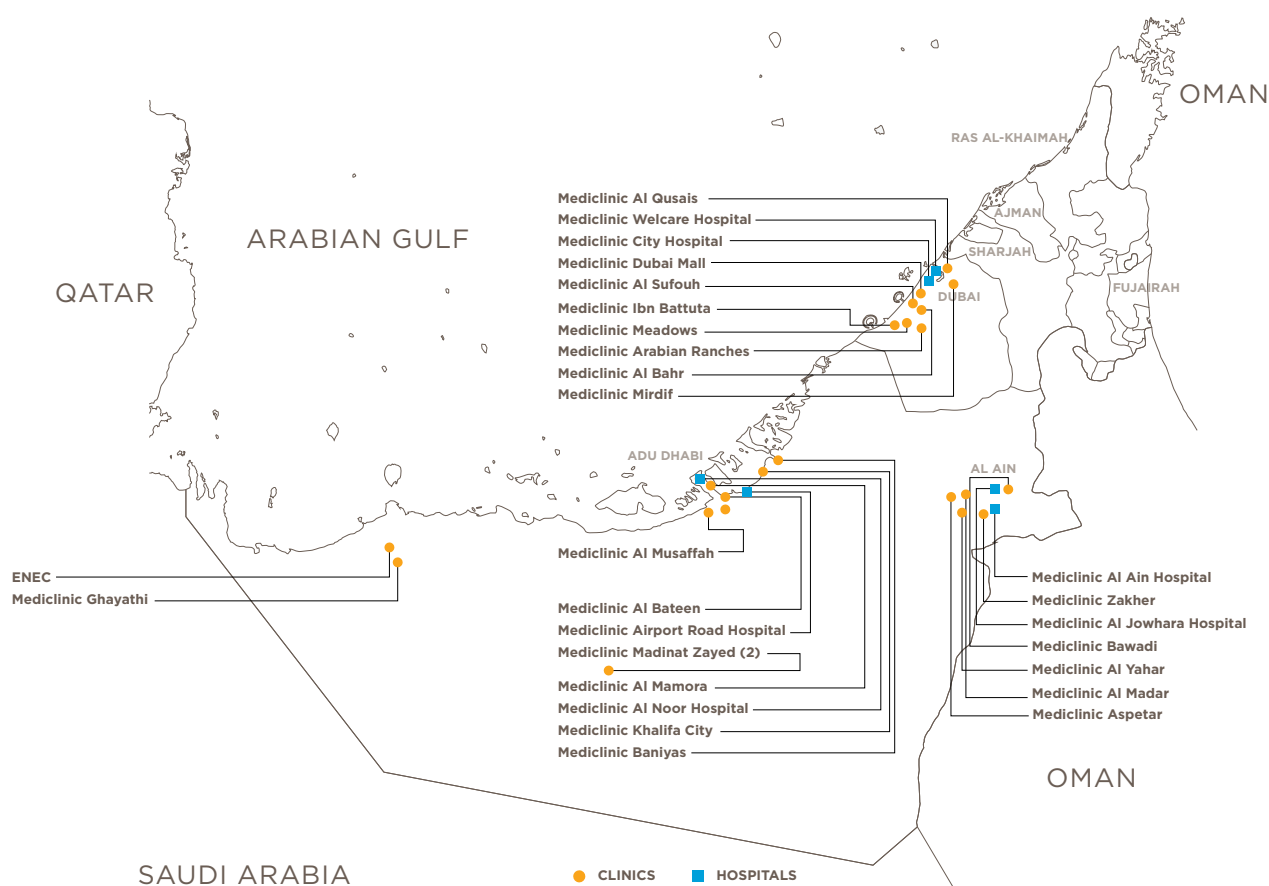 OMAN
RAS AL-KHAIMAH
Mediclinic Al Qusais
AJMAN
Mediclinic Welcare Hospital
ARABIAN GULF
Mediclinic City Hospital
SHARJAH
Mediclinic Dubai Mall
Mediclinic Al Sufouh
FUJAIRAH
QATAR
DUBAI
Mediclinic Ibn Battuta
Mediclinic Meadows
Mediclinic Arabian Ranches
Mediclinic Al Bahr
Mediclinic Mirdif
ADU DHABI
AL AIN
Mediclinic Al Musaffah
ENEC
Mediclinic Ghayathi
Mediclinic Al Bateen
Mediclinic Airport Road Hospital
Mediclinic Madinat Zayed (2)
Mediclinic Al Mamora
Mediclinic Al Noor Hospital
Mediclinic Khalifa City
Mediclinic Baniyas
Mediclinic Al Ain Hospital
Mediclinic Zakher
Mediclinic Al Jowhara Hospital
Mediclinic Bawadi
Mediclinic Al Yahar
Mediclinic Al Madar
Mediclinic Aspetar
OMAN
SAUDI ARABIA
CLINICS
HOSPITALS